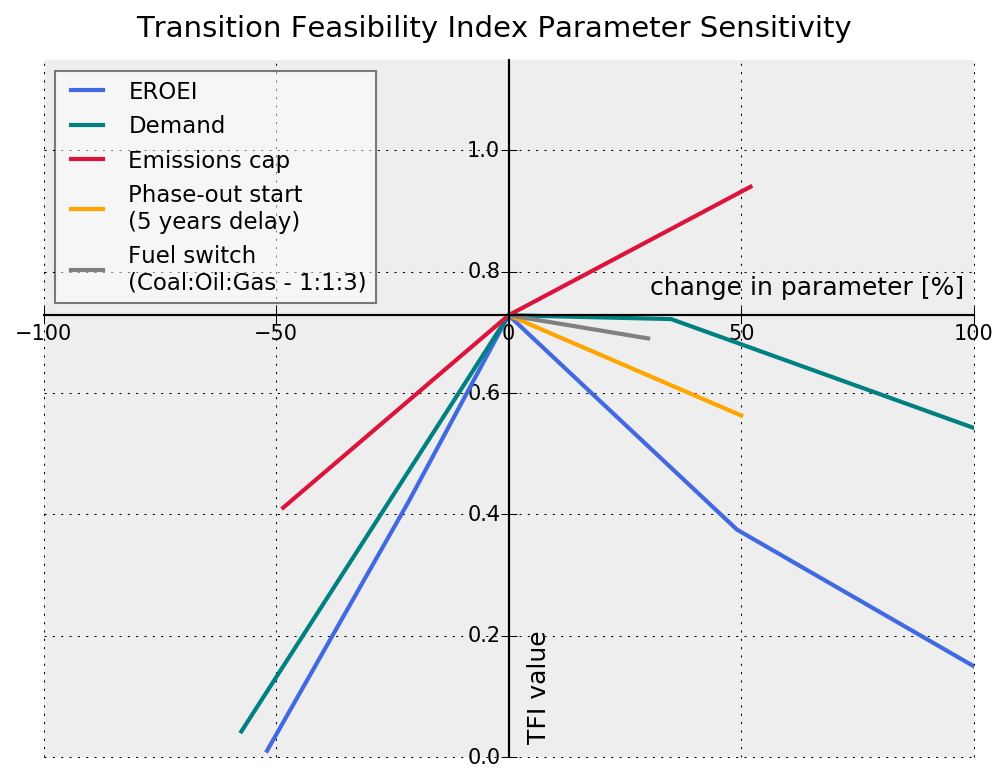 Transition Feasibility Index Parameter Sensitivity
EROEI
Demand
Emissions cap
Phase-out start
(5 years delay)
Fuel switch
(Coal:Oil:Gas - 1:1:3)
1.0
0.8
change in parameter [%]
−100
−50
0
50
100
0.6
0.4
0.2
TFI value
0.0